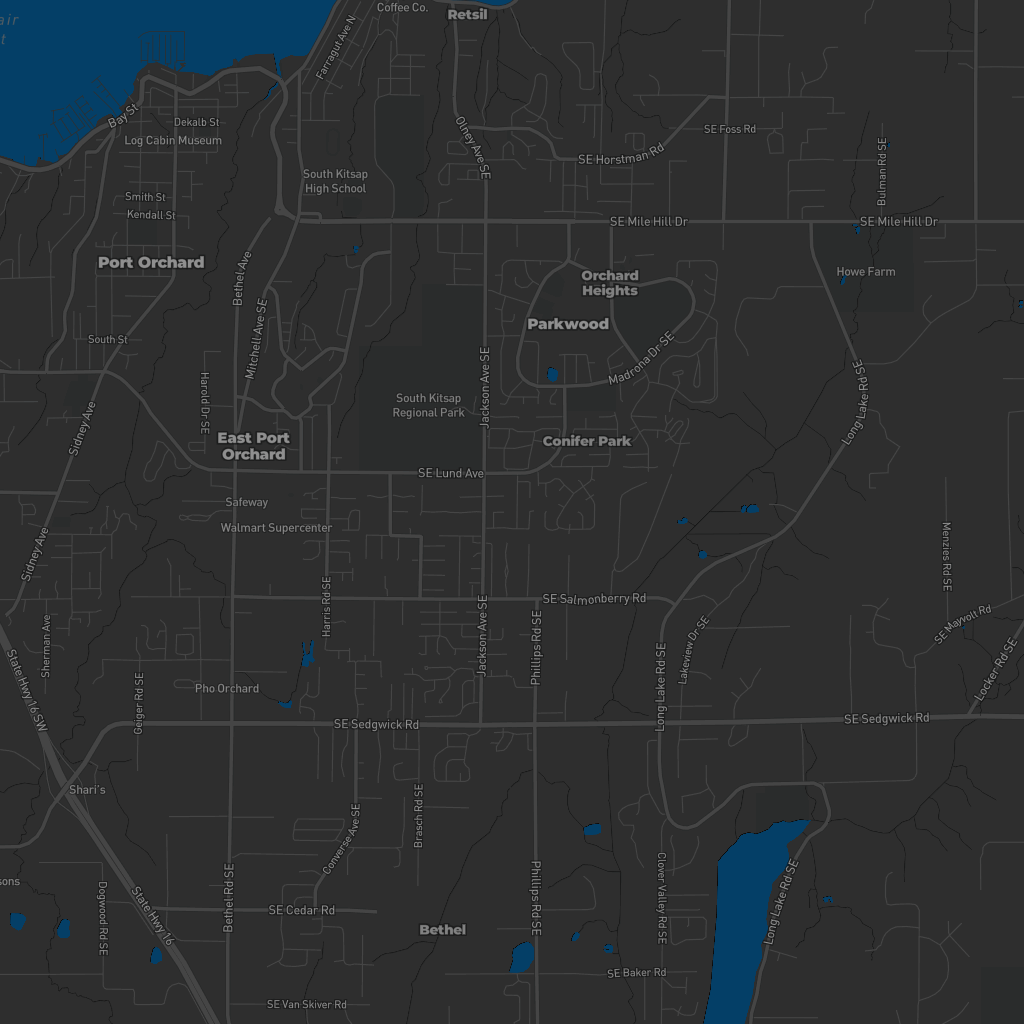 Coffee Co.
Retsil
Farragut Ave N
Bay St
Dekalb St
Log Cabin Museum
Olney Ave SE
SE Foss Rd
SE Horstman Rd
Bulman Rd SE
South Kitsap
High School
Smith St
Kendall St
SE Mile Hill Dr
SE Mile Hill Dr
Port Orchard
Bethel Ave
Orchard
Heights
Howe Farm
Mitchell Ave SE
Parkwood
South St
Madrona Dr SE
Jackson Ave SE
Harold Dr SE
Long Lake Rd SE
Sidney Ave
South Kitsap
Regional Park
East Port
Orchard
Conifer Park
SE Lund Ave
Safeway
Walmart Supercenter
Sidney Ave
Menzies Rd SE
Harris Rd SE
SE Salmonberry Rd
Jackson Ave SE
Phillips Rd SE
Sherman Ave
Lakeview Dr SE
SE Mayvolt Rd
Locker Rd SE
State Hwy 16 SW
Geiger Rd SE
Pho Orchard
Long Lake Rd SE
SE Sedgwick Rd
SE Sedgwick Rd
Shari's
Brasch Rd SE
Converse Ave SE
sons
Dogwood Rd SE
State Hwy 16
Bethel Rd SE
SE Cedar Rd
Bethel
Phillips Rd SE
Clover Valley Rd SE
Long Lake Rd SE
SE Baker Rd
SE Van Skiver Rd